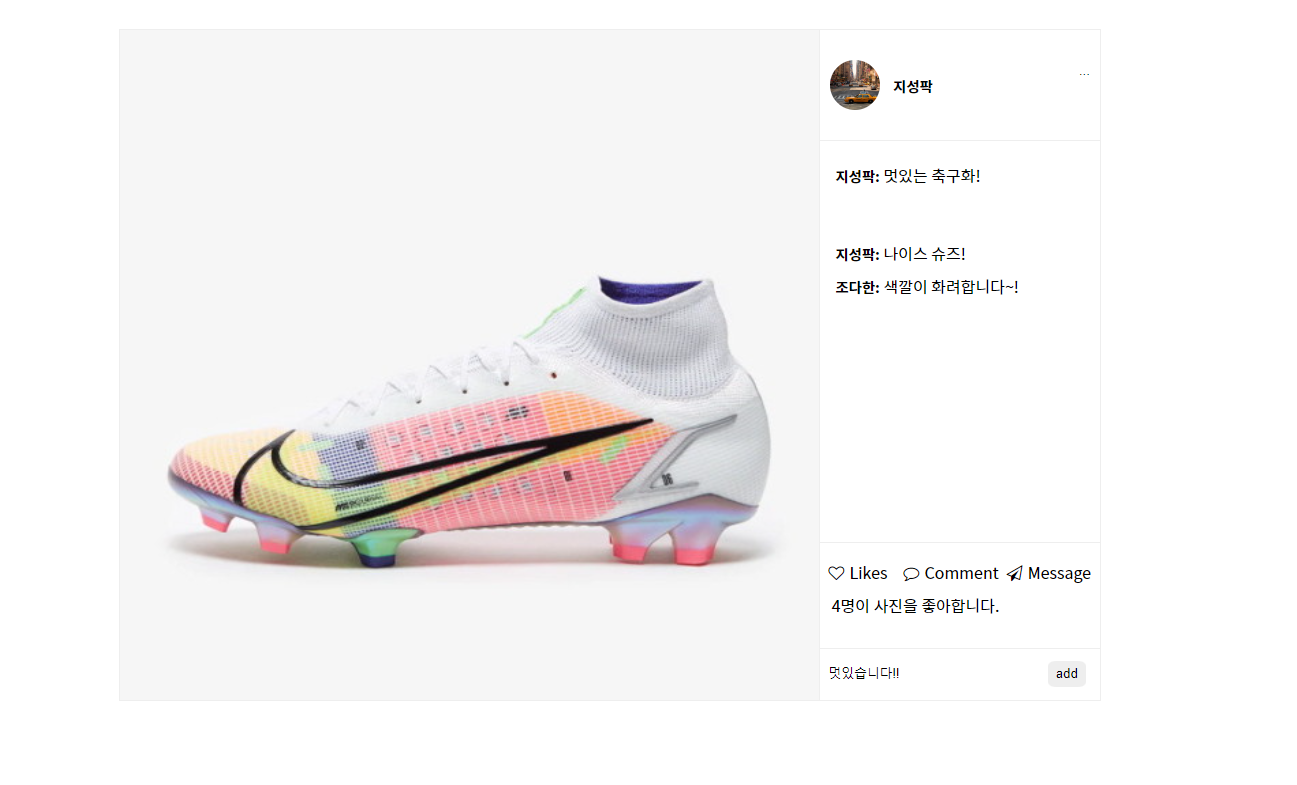 지성팍
...
지성팍: 멋있는 축구화!
지성팍: 나이스 슈즈!
조다한: 색깔이 화려합니다~!
Likes Comment Message
4명이 사진을 좋아합니다.
멋있습니다!! add